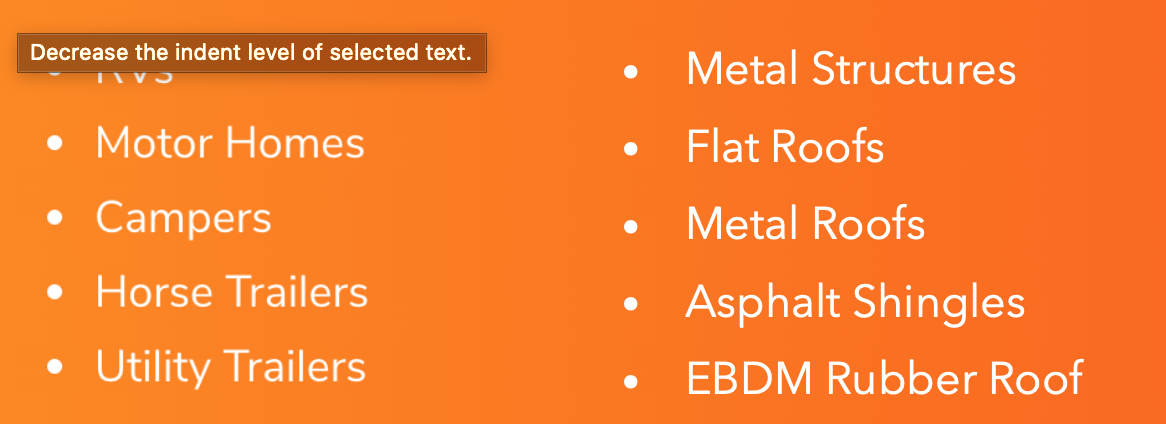 Decrease the indent level of selected text.
RVs
Motor Homes
Campers
Horse Trailers
Utility Trailers
Metal Structures
Flat Roofs
Metal Roofs
Asphalt Shingles
EBDM Rubber Roof